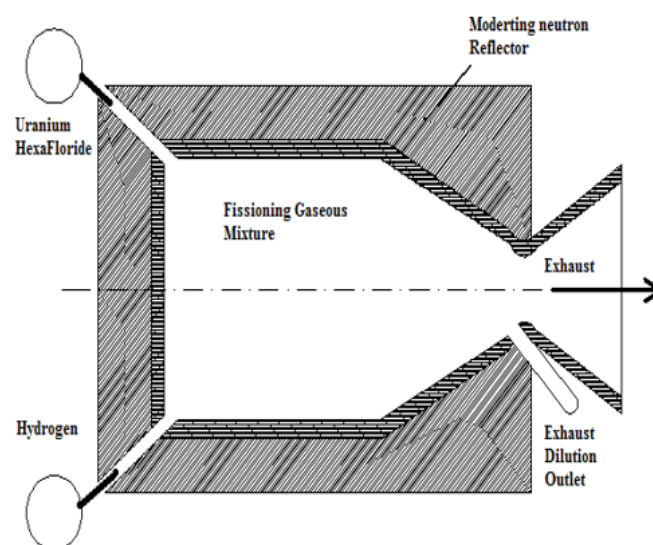 Moderting neutron
Reflector
Uranium
HexaFloride
Fissioning Gaseous
Mixture
Exhaust
Hydrogen
Exhaust
Dilution
Outlet